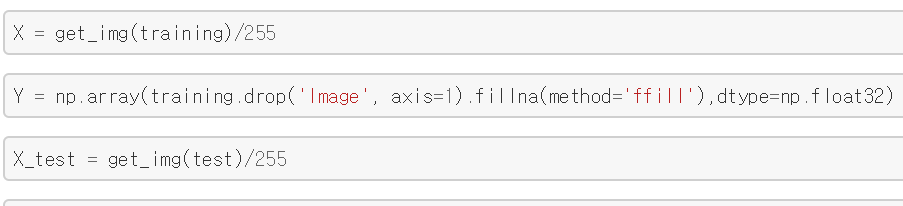 X = get_img(training)/255
Y = np.array(training.drop('Image', axis=1).fillna(method='ffill'),dtype=np.float32)
X_test = get_img(test)/255